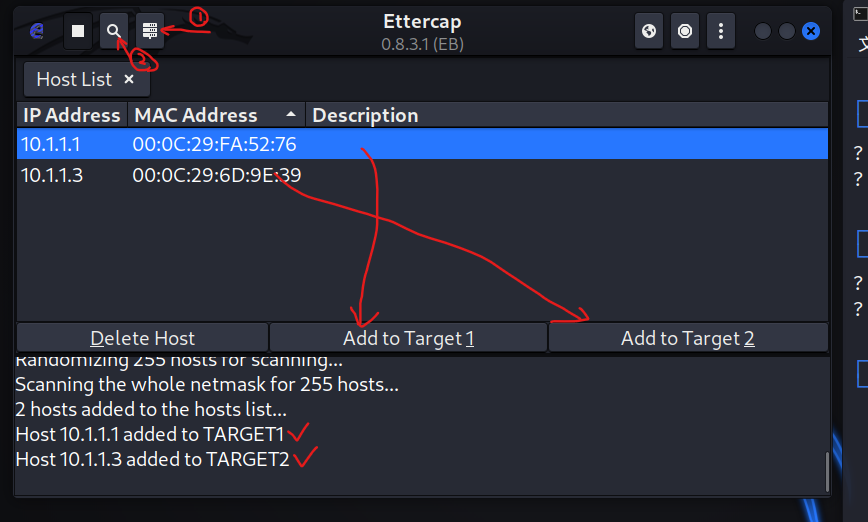 Ettercap
0.8.3.1 (EB)
①
②
Host List ×
IP Address MAC Address Description
10.1.1.1 00:0C:29:FA:52:76
10.1.1.3 00:0C:29:6D:9E:39
Delete Host Add to Target 1 Add to Target 2
Randomizing 255 hosts for scanning...
Scanning the whole netmask for 255 hosts...
2 hosts added to the hosts list...
Host 10.1.1.1 added to TARGET1
Host 10.1.1.3 added to TARGET2
?
?
?
?